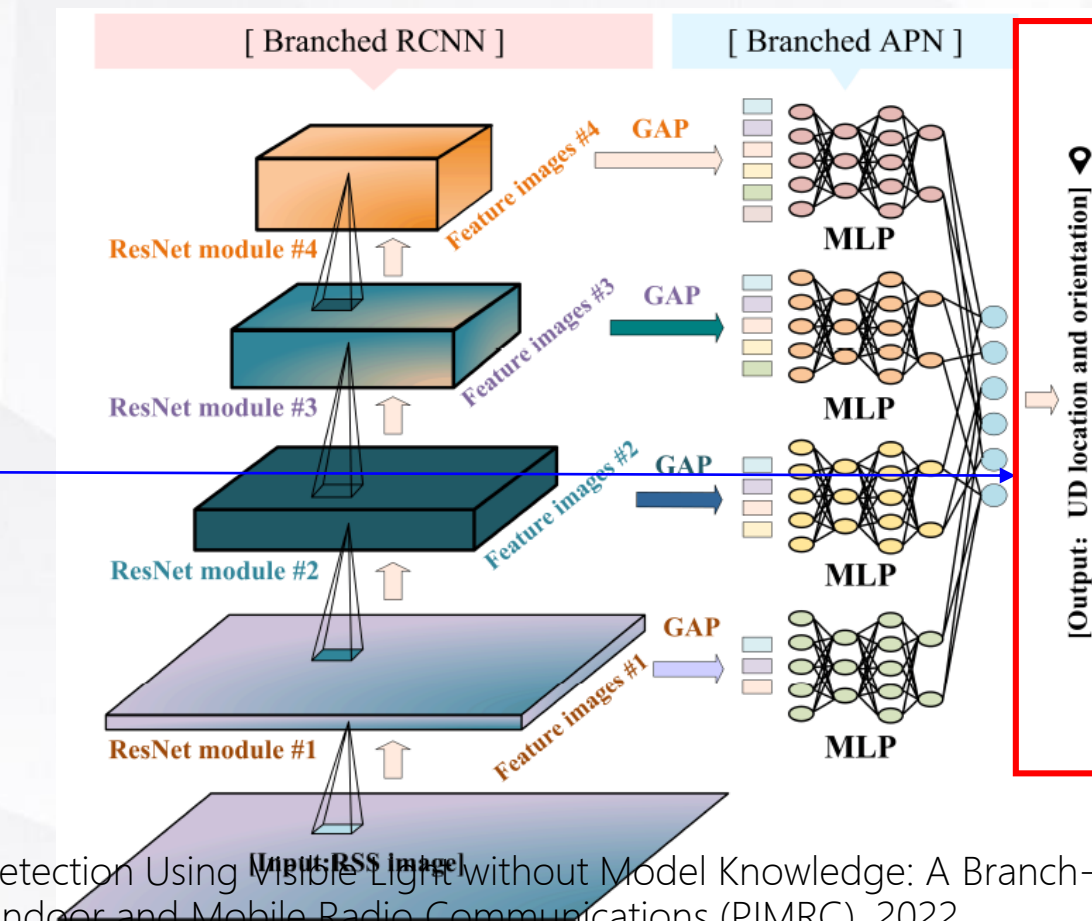 [ Branched RCNN ]
[ Branched APN ]
Feature images #4
GAP
ResNet module #4
MLP
Feature images #3
GAP
ResNet module #3
MLP
Feature images #2
GAP
ResNet module #2
MLP
Feature images #1
GAP
ResNet module #1
MLP
[Output: UD location and orientation]
[Input:RSS image]
etection Using Visible Light without Model Knowledge: A Branch-
ndoor and Mobile Radio Communications (PIMRC), 2022